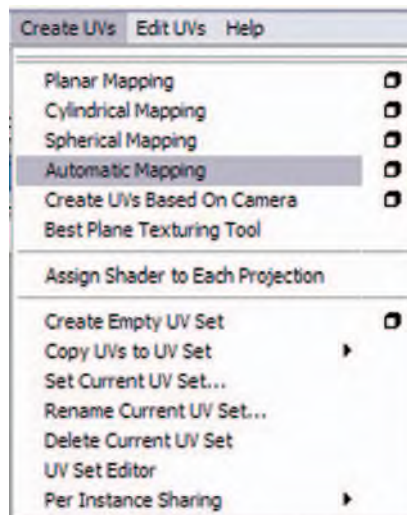 Create UVs Edit UVs Help
Planar Mapping
Cylindrical Mapping
Spherical Mapping
Automatic Mapping
Create UVs Based On Camera
Best Plane Texturing Tool
Assign Shader to Each Projection
Create Empty UV Set
Copy UVs to UV Set
Set Current UV Set...
Rename Current UV Set...
Delete Current UV Set
UV Set Editor
Per Instance Sharing